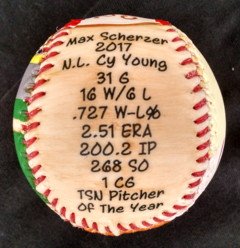 Max Scherzer
2017
N.L. Cy Young
31 G
16 W/6 L
.727 W-L%
2.51 ERA
200.2 IP
268 SO
1 CG
TSN Pitcher
Of The Year